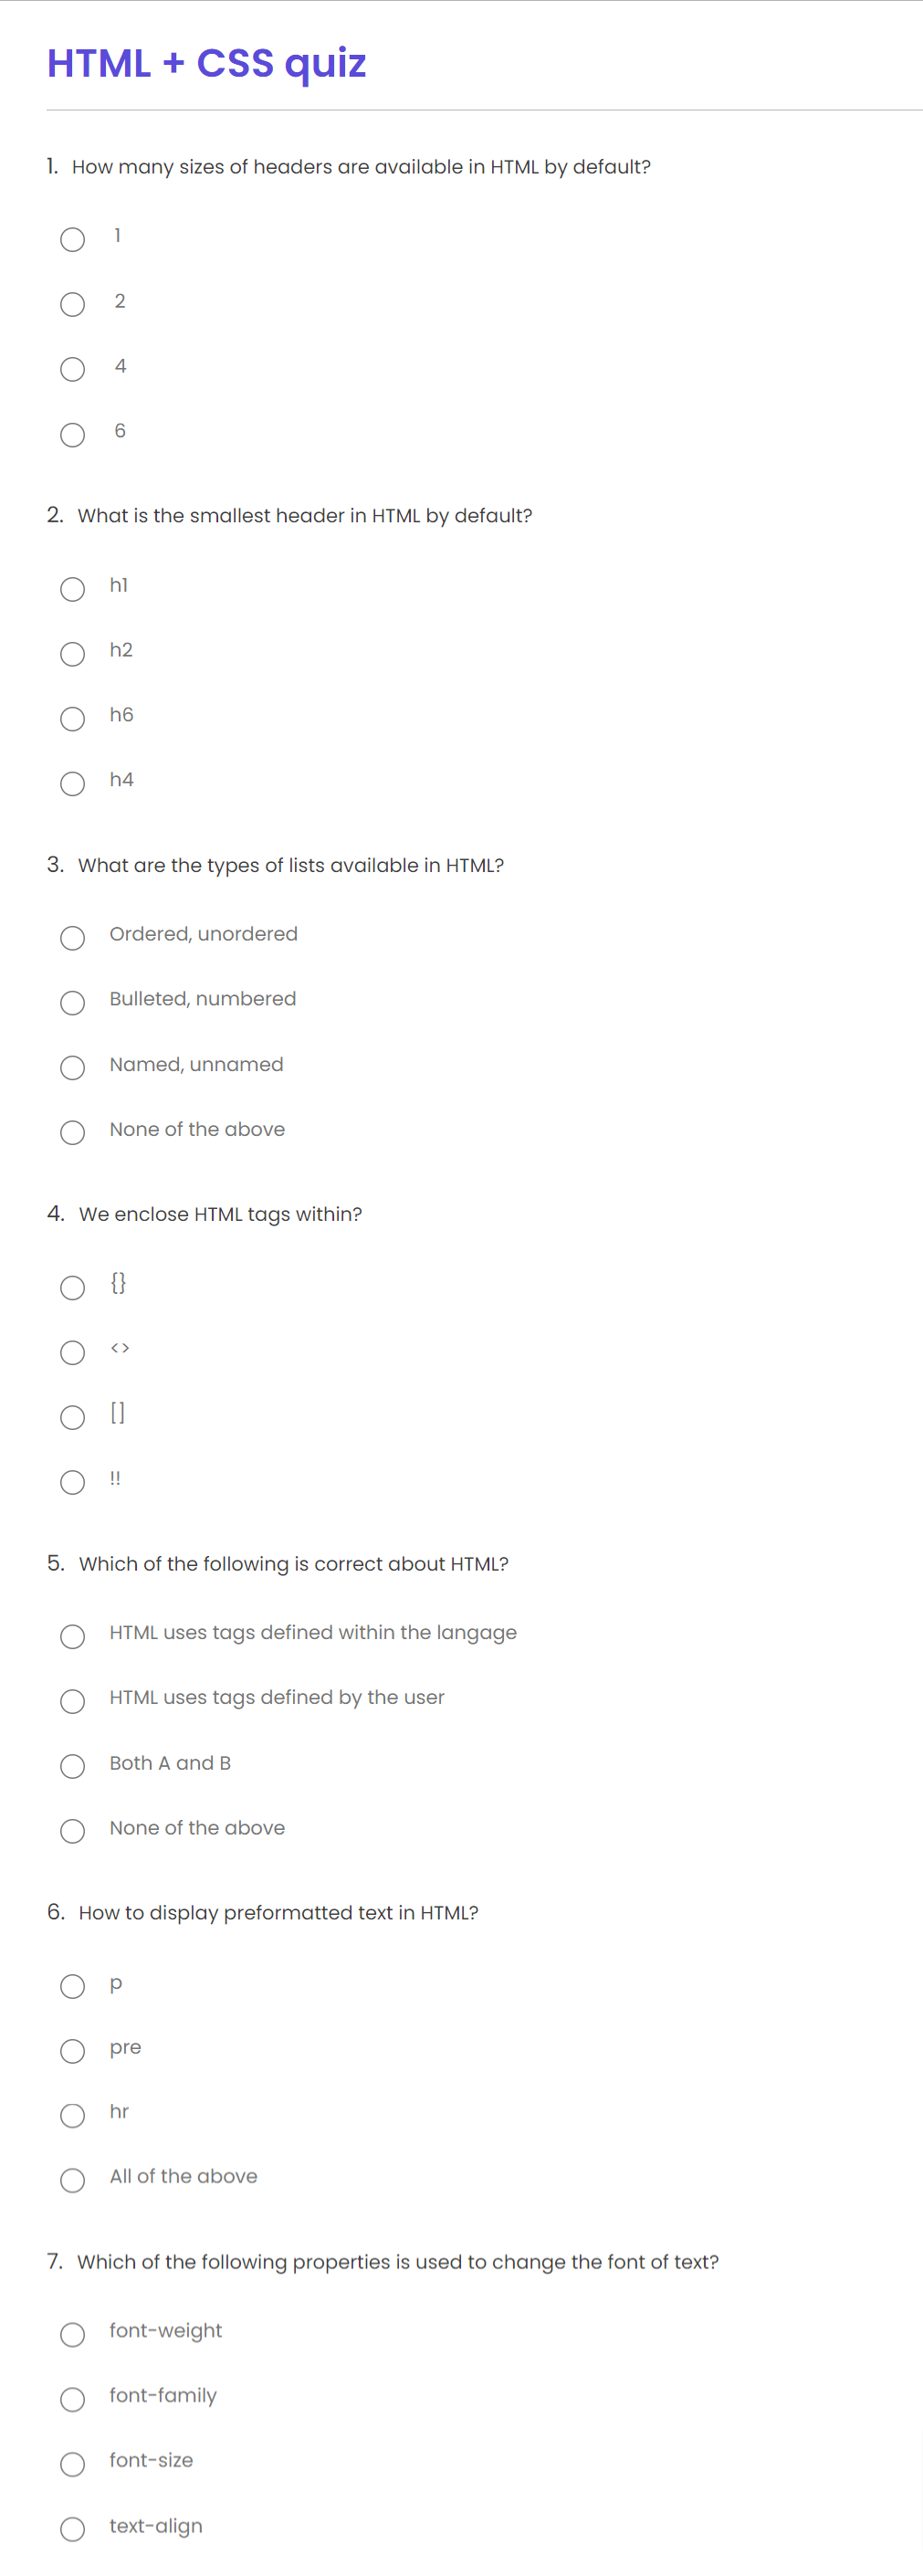 HTML + CSS quiz
1. How many sizes of headers are available in HTML by default?
1
2
4
6
2. What is the smallest header in HTML by default?
h1
h2
h6
h4
3. What are the types of lists available in HTML?
Ordered, unordered
Bulleted, numbered
Named, unnamed
None of the above
4. We enclose HTML tags within?
{}
<>
[]
!!
5. Which of the following is correct about HTML?
HTML uses tags defined within the langage
HTML uses tags defined by the user
Both A and B
None of the above
6. How to display preformatted text in HTML?
p
pre
hr
All of the above
7. Which of the following properties is used to change the font of text?
font-weight
font-family
font-size
text-align